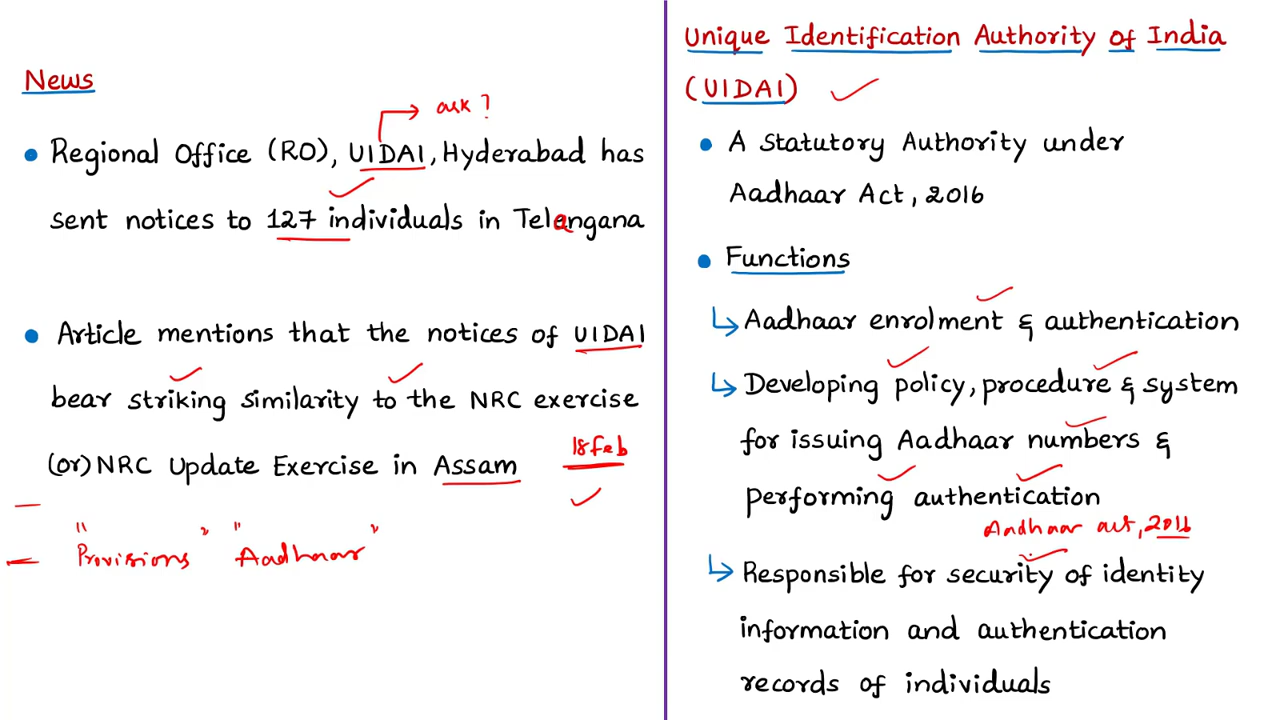 News
ask ?
Regional Office (RO), UIDAI, Hyderabad has
sent notices to 127 individuals in Telangana
Article mentions that the notices of UIDAI
bear striking similarity to the NRC exercise
(or) NRC Update Exercise in Assam
18 Feb
"Provisions" "Aadhaar"
Unique Identification Authority of India
(UIDAI)
A Statutory Authority under
Aadhaar Act, 2016
Functions
Aadhaar enrolment & authentication
Developing policy, procedure & system
for issuing Aadhaar numbers &
performing authentication
Aadhaar act, 2016
Responsible for security of identity
information and authentication
records of individuals